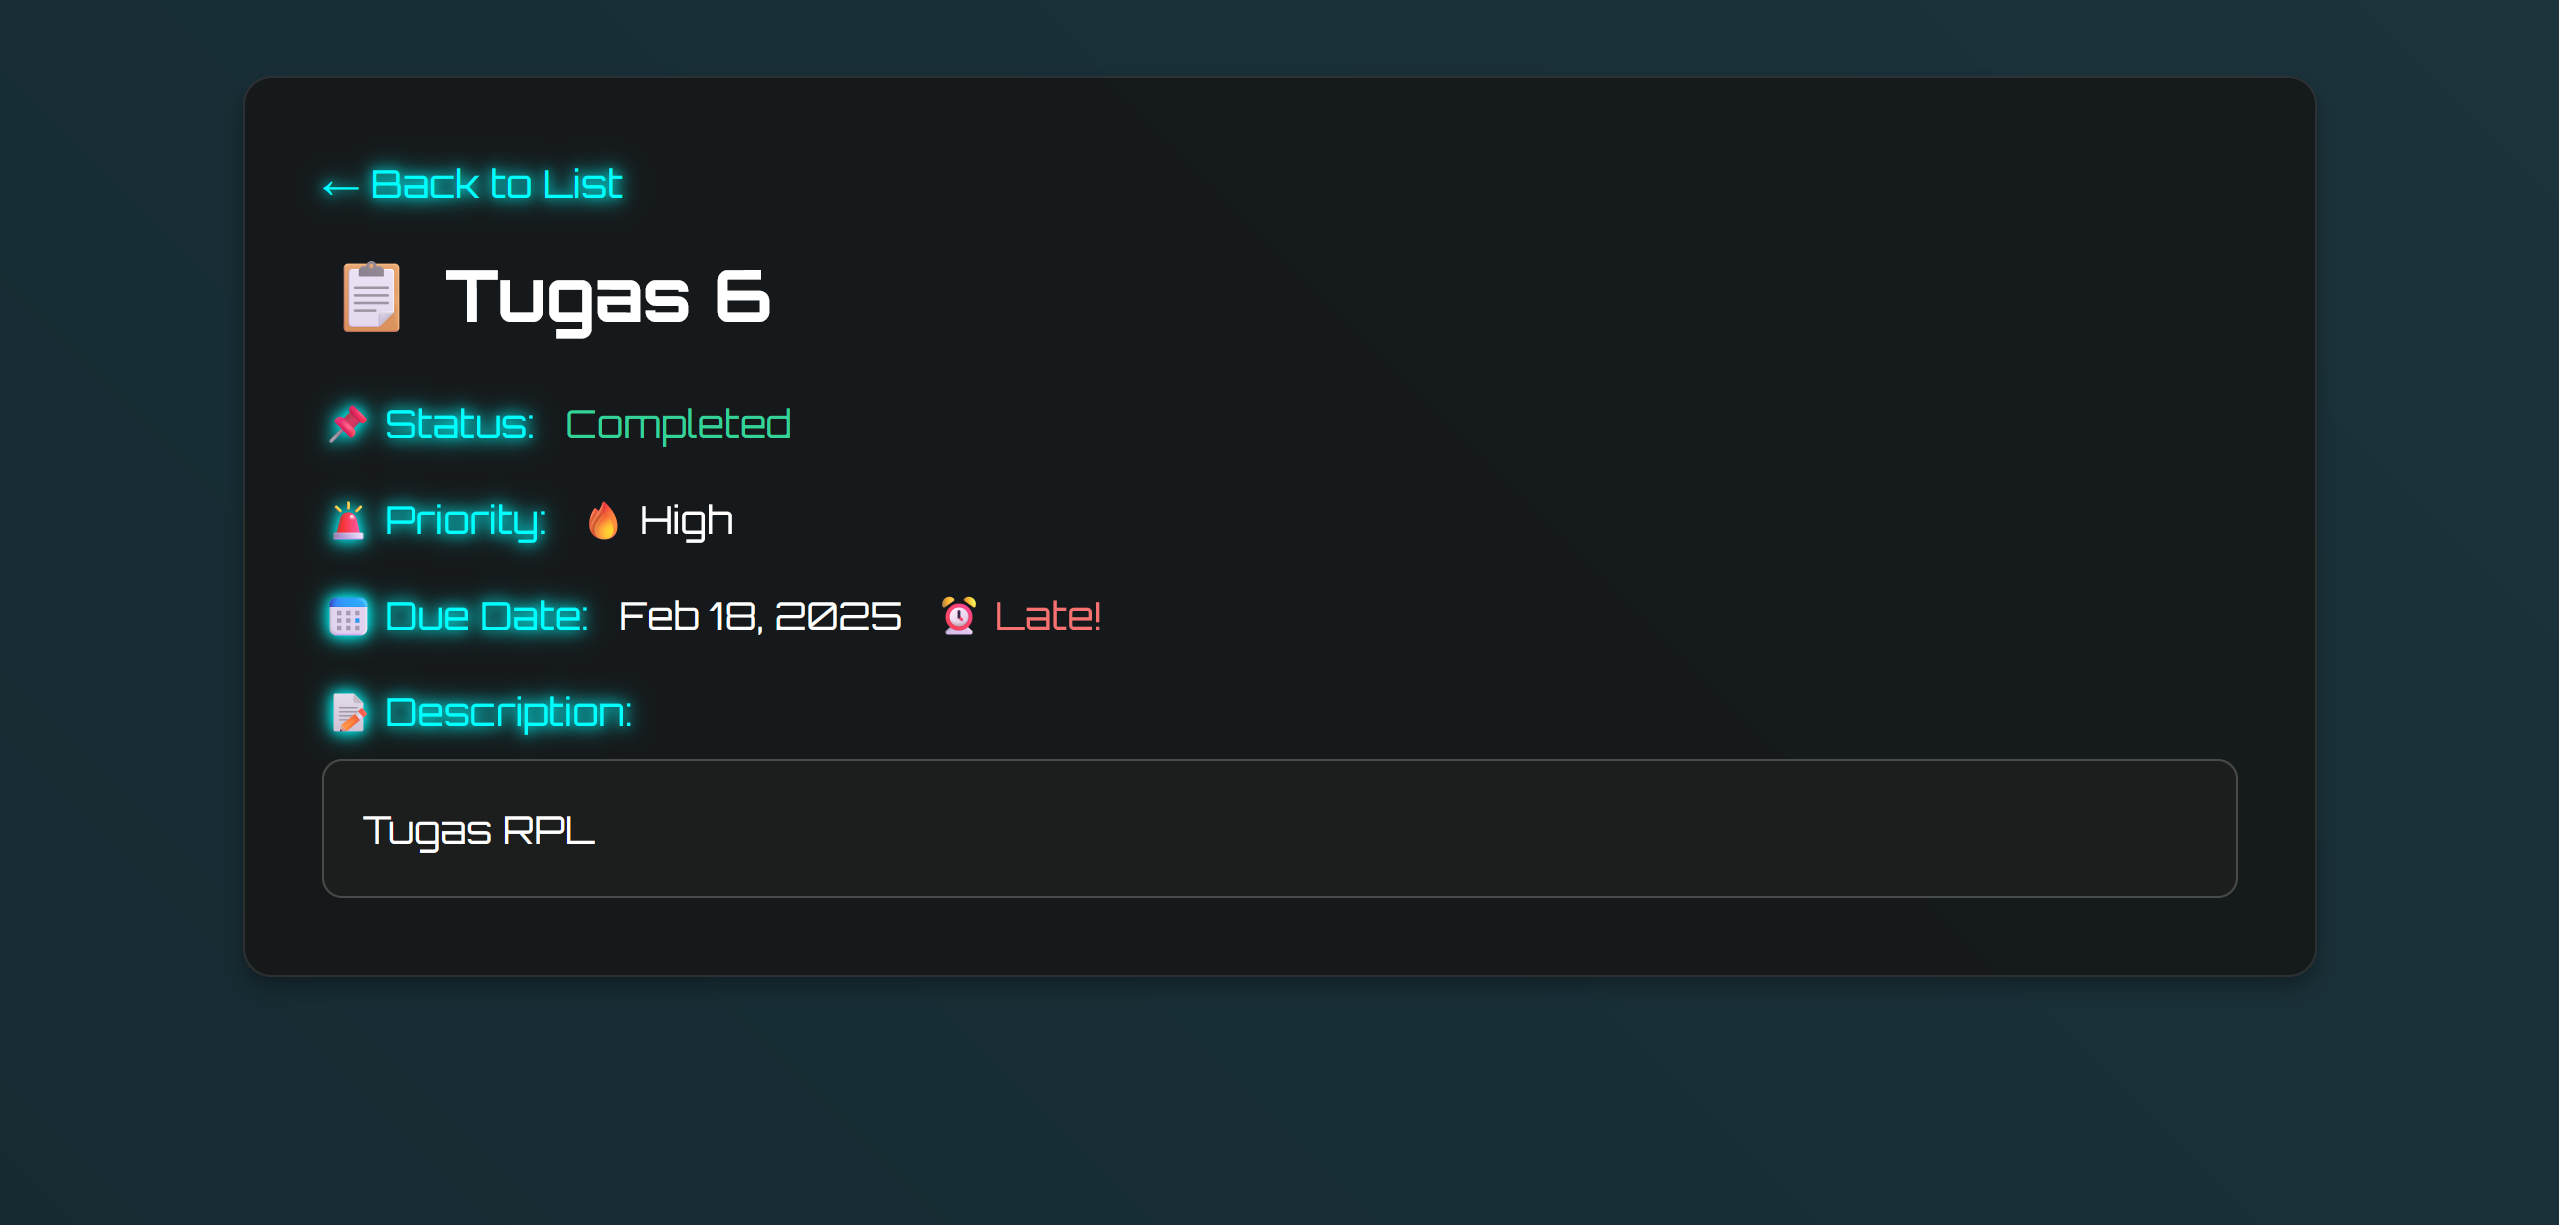 ← Back to List
📋 Tugas 6
📌 Status: Completed
🚨 Priority: 🔥 High
📅 Due Date: Feb 18, 2025 ⏰ Late!
📝 Description:
Tugas RPL